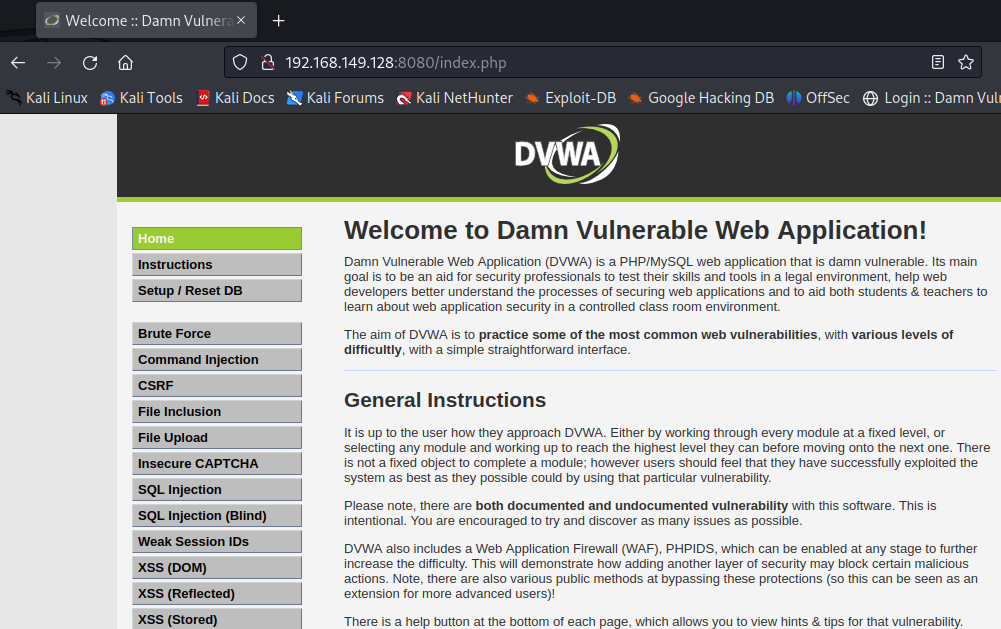 Welcome :: Damn Vulnera
192.168.149.128:8080/index.php
Kali Linux Kali Tools Kali Docs Kali Forums Kali NetHunter Exploit-DB Google Hacking DB OffSec Login :: Damn Vuln
DVWA
Home
Instructions
Setup / Reset DB
Brute Force
Command Injection
CSRF
File Inclusion
File Upload
Insecure CAPTCHA
SQL Injection
SQL Injection (Blind)
Weak Session IDs
XSS (DOM)
XSS (Reflected)
XSS (Stored)
Welcome to Damn Vulnerable Web Application!
Damn Vulnerable Web Application (DVWA) is a PHP/MySQL web application that is damn vulnerable. Its main
goal is to be an aid for security professionals to test their skills and tools in a legal environment, help web
developers better understand the processes of securing web applications and to aid both students & teachers to
learn about web application security in a controlled class room environment.
The aim of DVWA is to practice some of the most common web vulnerabilities, with various levels of
difficultly, with a simple straightforward interface.
General Instructions
It is up to the user how they approach DVWA. Either by working through every module at a fixed level, or
selecting any module and working up to reach the highest level they can before moving onto the next one. There
is not a fixed object to complete a module; however users should feel that they have successfully exploited the
system as best as they possible could by using that particular vulnerability.
Please note, there are both documented and undocumented vulnerability with this software. This is
intentional. You are encouraged to try and discover as many issues as possible.
DVWA also includes a Web Application Firewall (WAF), PHPIDS, which can be enabled at any stage to further
increase the difficulty. This will demonstrate how adding another layer of security may block certain malicious
actions. Note, there are also various public methods at bypassing these protections (so this can be seen as an
extension for more advanced users)!
There is a help button at the bottom of each page, which allows you to view hints & tips for that vulnerability.